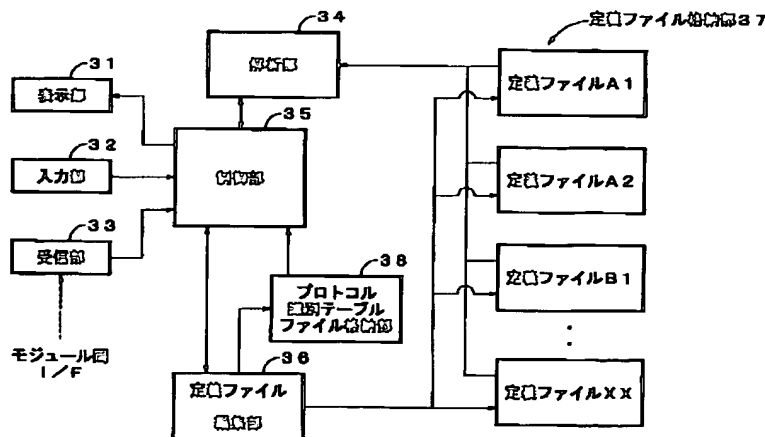 34
定義ファイル格納部37
31
診断部
定義ファイルA1
表示部
35
32
入力部
制御部
定義ファイルA2
33
受信部
38
定義ファイルB1
プロトコル
識別テーブル
ファイル格納部
モジュール間
I/F
36
定義ファイル
編集部
定義ファイルXX